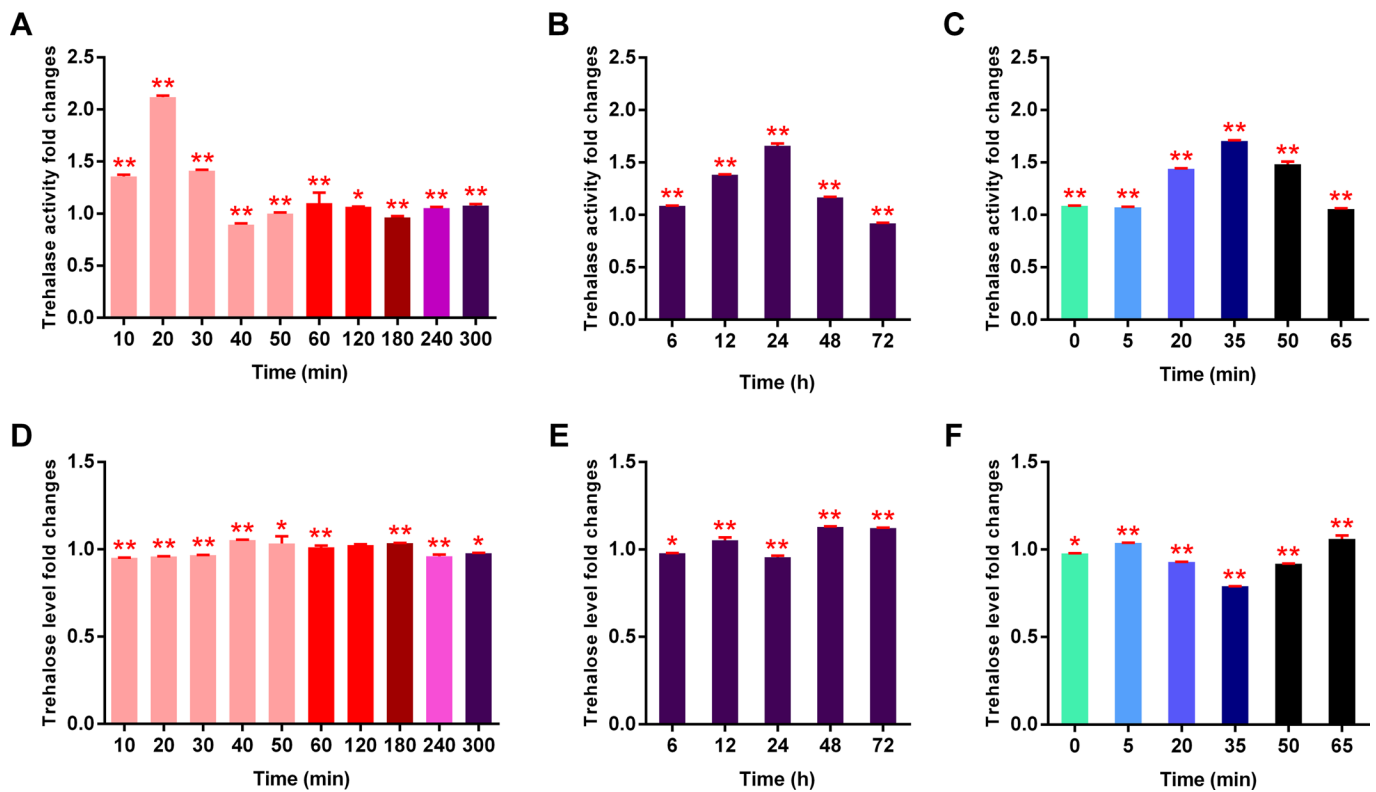 A
Trehalase activity fold changes
2.5
2.0
1.5
1.0
0.5
0.0
** ** ** ** ** ** * ** ** **
10 20 30 40 50 60 120 180 240 300
Time (min)
B
Trehalase activity fold changes
2.5
2.0
1.5
1.0
0.5
0.0
** ** ** ** **
6 12 24 48 72
Time (h)
C
Trehalase activity fold changes
2.5
2.0
1.5
1.0
0.5
0.0
** ** ** ** ** **
0 5 20 35 50 65
Time (min)
D
Trehalose level fold changes
1.5
1.0
0.5
0.0
** ** ** ** * ** ** ** *
10 20 30 40 50 60 120 180 240 300
Time (min)
E
Trehalose level fold changes
1.5
1.0
0.5
0.0
* ** ** ** **
6 12 24 48 72
Time (h)
F
Trehalose level fold changes
1.5
1.0
0.5
0.0
* ** ** ** ** **
0 5 20 35 50 65
Time (min)